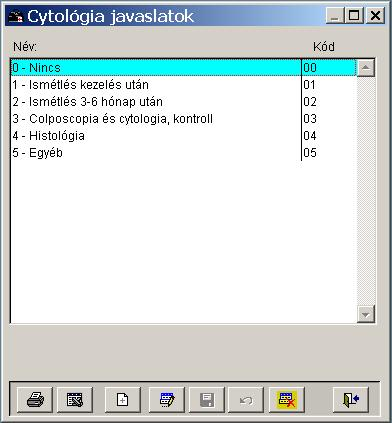 Cytológia javaslatok
Név: Kód
0 - Nincs 00
1 - Ismétlés kezelés után 01
2 - Ismétlés 3-6 hónap után 02
3 - Colposcopia és cytologia, kontroll 03
4 - Histológia 04
5 - Egyéb 05